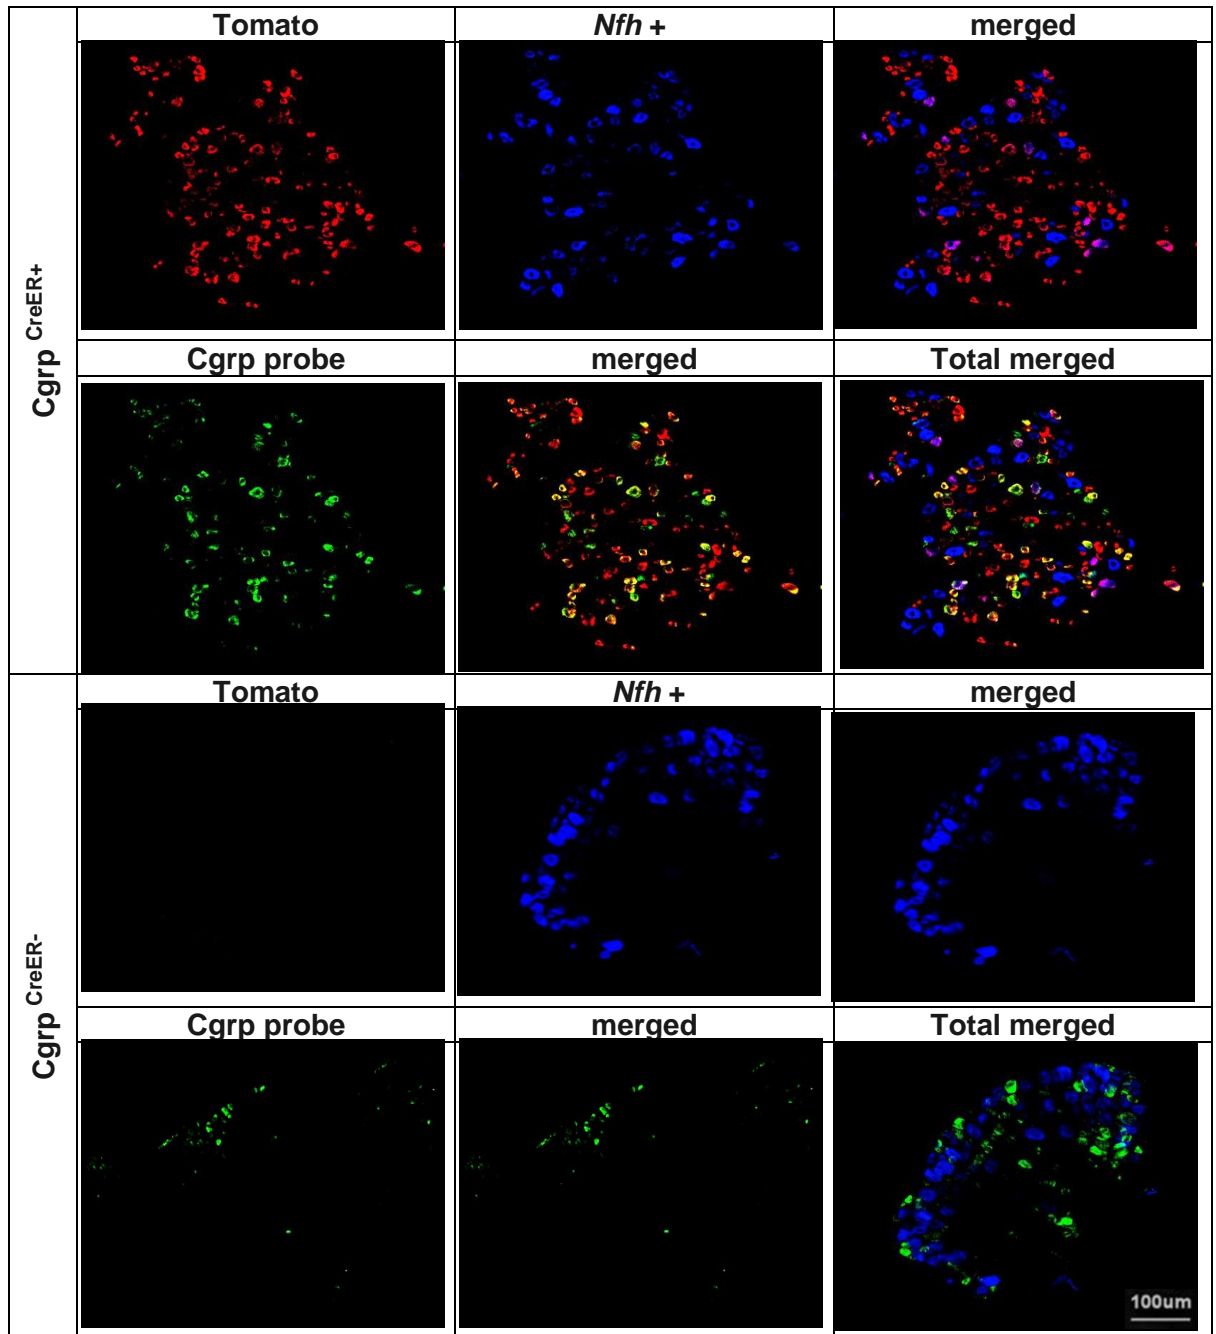 Tomato Nfh + merged
Cgrp CreER+
Cgrp probe merged Total merged
Tomato Nfh + merged
Cgrp CreER-
Cgrp probe merged Total merged
100um